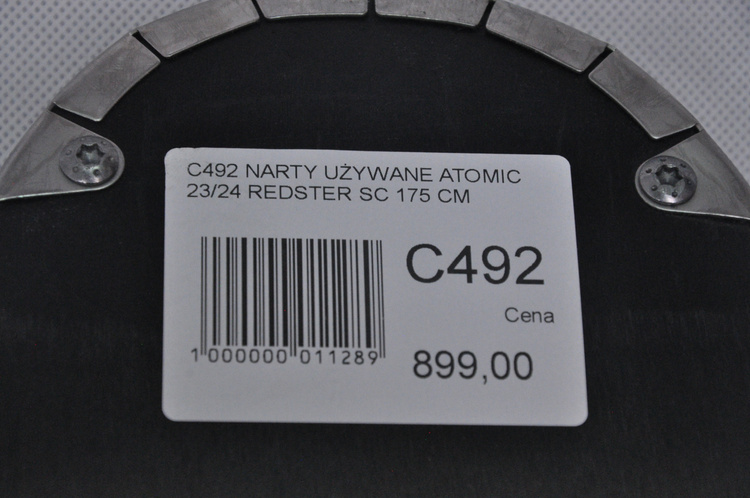 C492 NARTY UŻYWANE ATOMIC
23/24 REDSTER SC 175 CM
C492
Cena
1 000000 011289
899,00